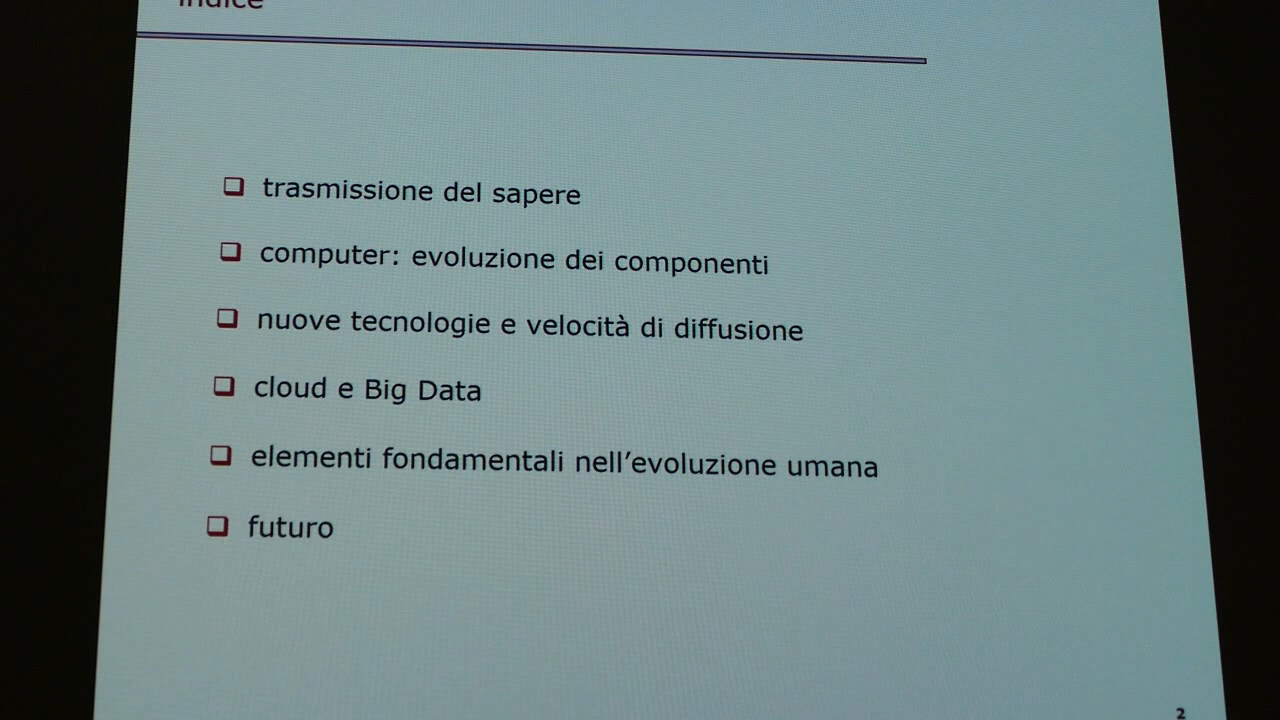 indice
trasmissione del sapere
computer: evoluzione dei componenti
nuove tecnologie e velocità di diffusione
cloud e Big Data
elementi fondamentali nell’evoluzione umana
futuro
2